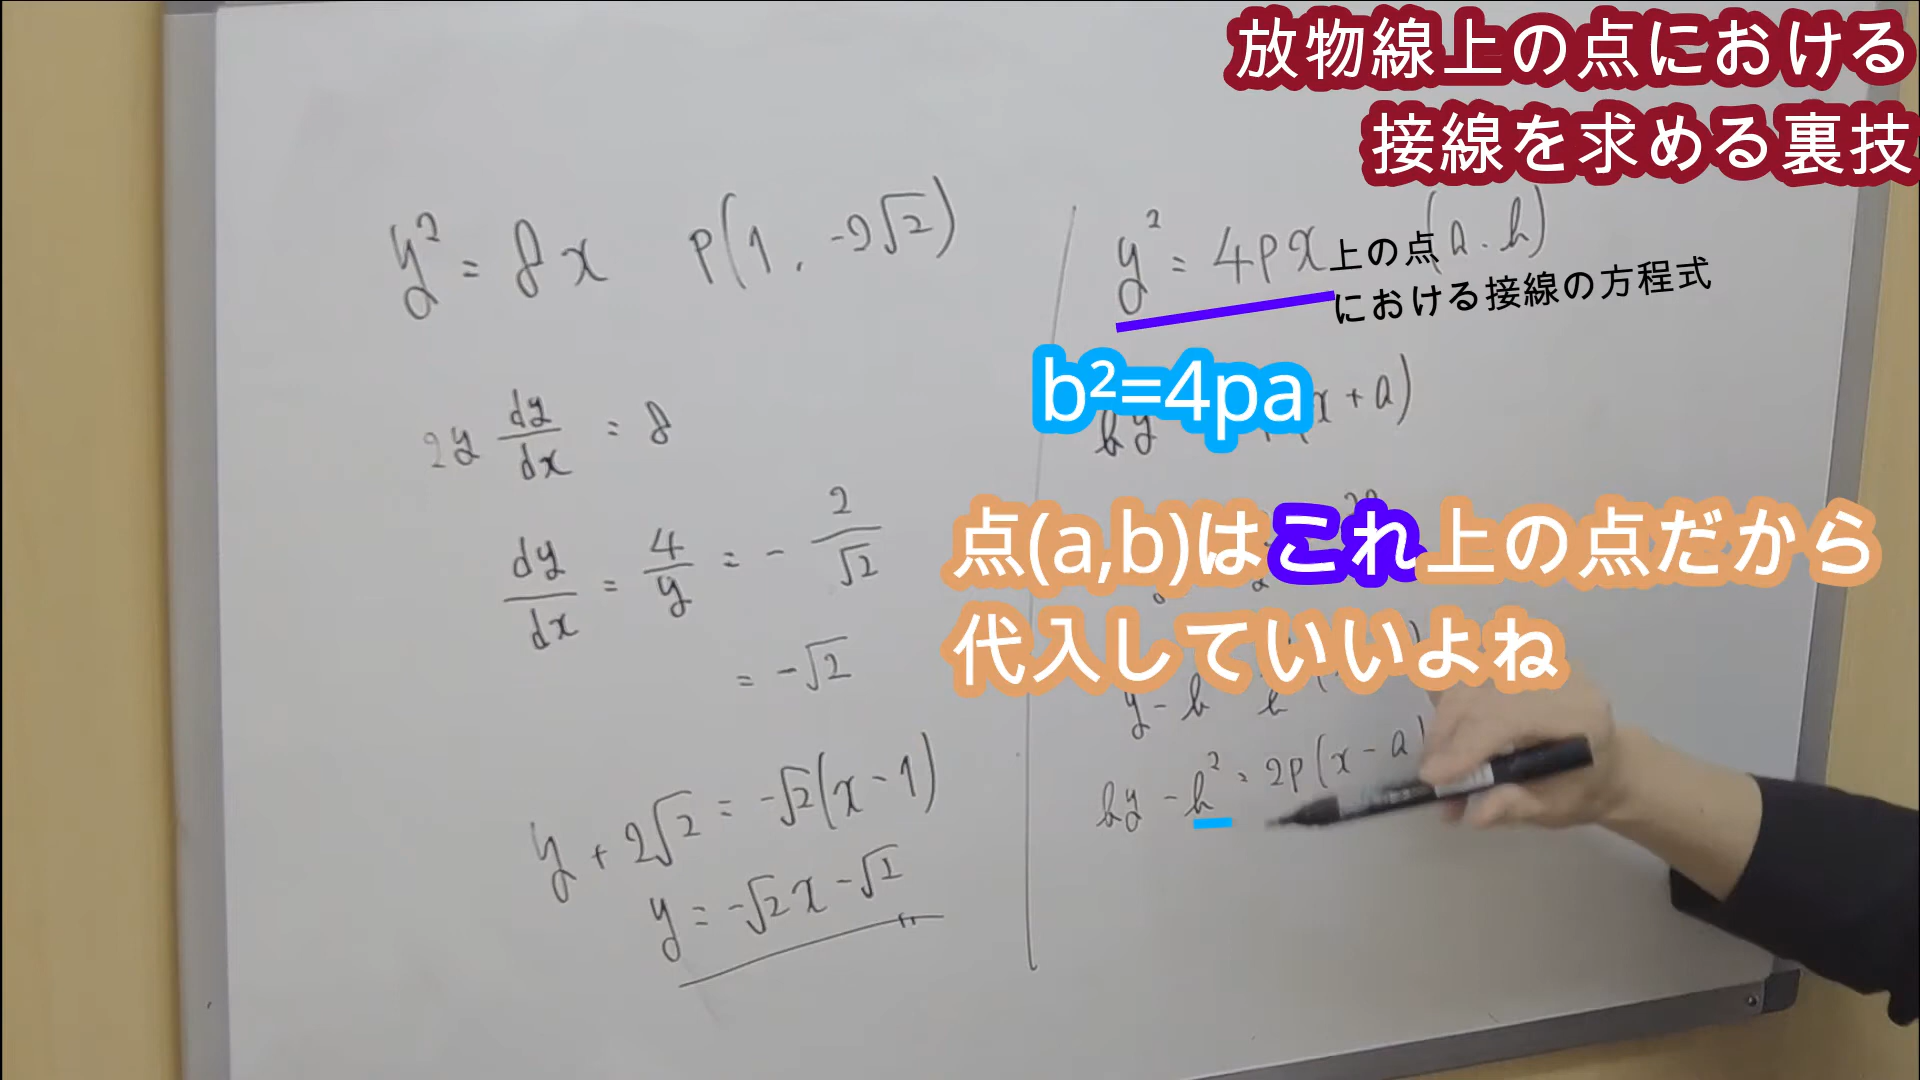 放物線上の点における
接線を求める裏技
y² = 8x P(1, -2√2)
2y dy/dx = 8
dy/dx = 4/y = - 2/√2
= -√2
y + 2√2 = -√2(x - 1)
y = -√2x - √2
y² = 4px上の点(a.b)
における接線の方程式
b²=4pa
by (x + a)
点(a,b)はこれ上の点だから
代入していいよね
y - b
by - b² = 2p(x - a)